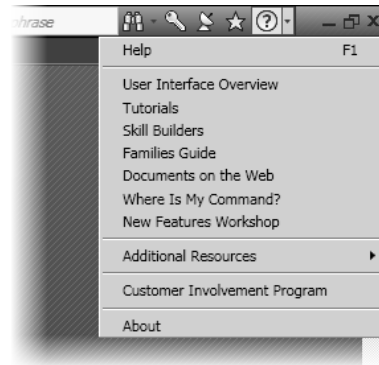 phrase
Help F1
User Interface Overview
Tutorials
Skill Builders
Families Guide
Documents on the Web
Where Is My Command?
New Features Workshop
Additional Resources
Customer Involvement Program
About